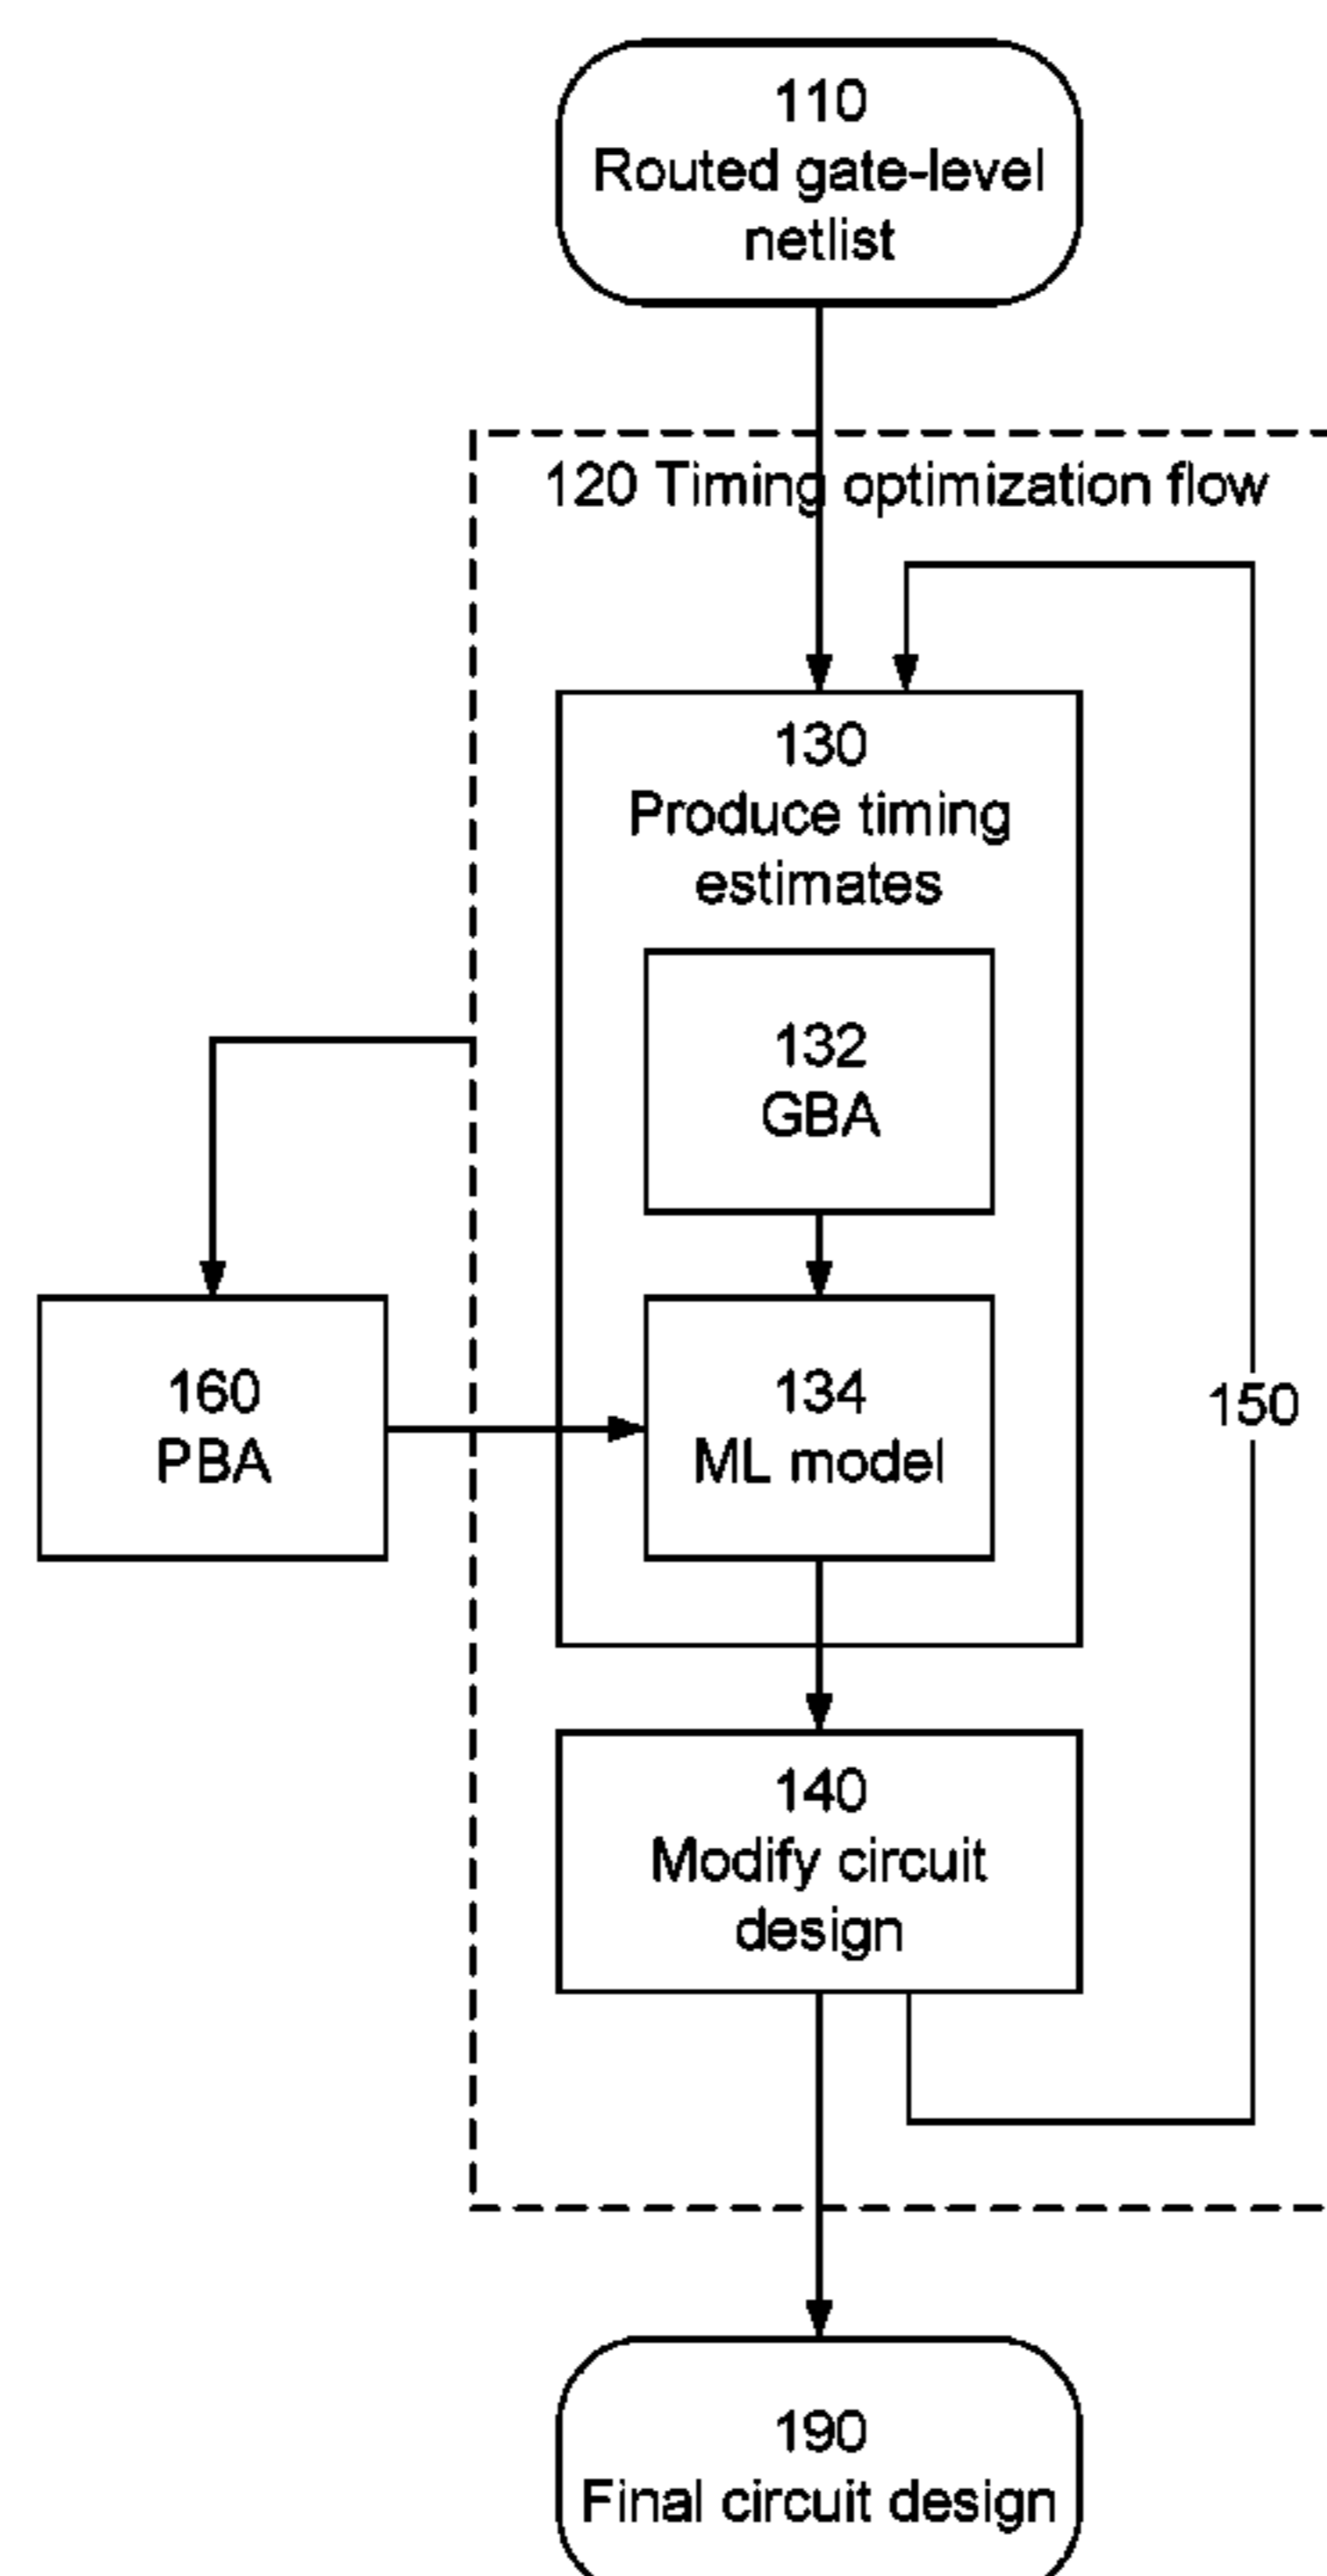 110
Routed gate-level
netlist
120 Timing optimization flow
130
Produce timing
estimates
132
GBA
160
PBA
134
ML model
150
140
Modify circuit
design
190
Final circuit design